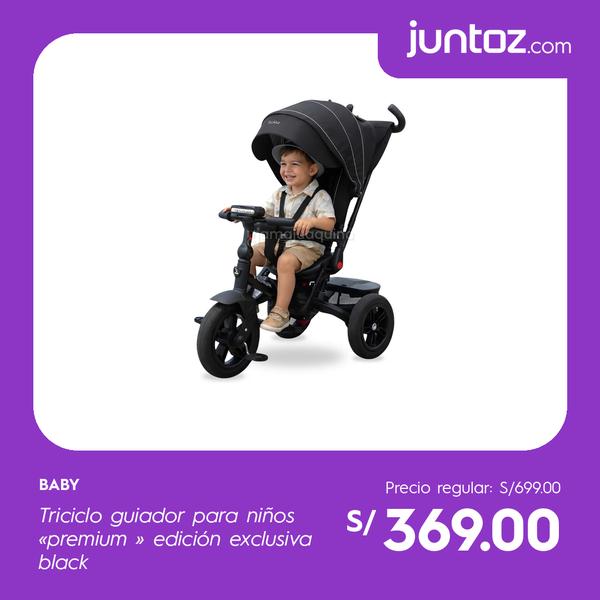 juntoz.com
BABY
Triciclo guiador para niños
«premium » edición exclusiva
black
Precio regular: S/699.00
S/ 369.00